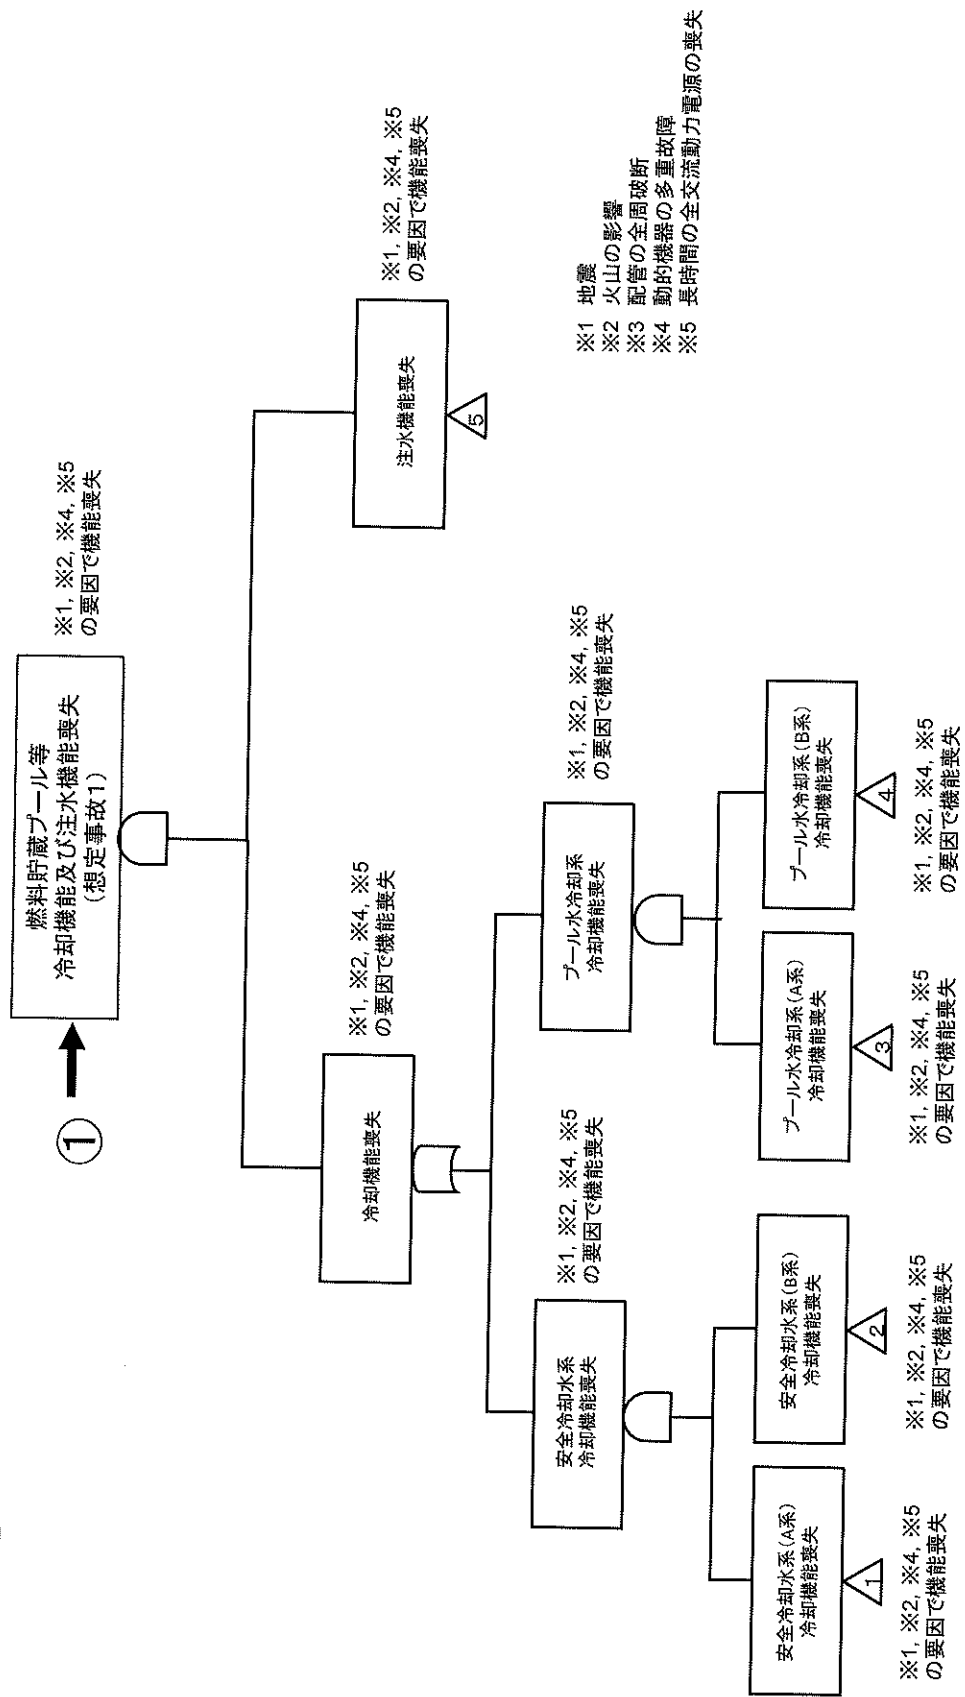 ①
燃料貯蔵プール等
冷却機能及び注水機能喪失
(想定事故1)
※1, ※2, ※4, ※5
の要因で機能喪失
冷却機能喪失
※1, ※2, ※4, ※5
の要因で機能喪失
注水機能喪失
5
※1, ※2, ※4, ※5
の要因で機能喪失
安全冷却水系
冷却機能喪失
※1, ※2, ※4, ※5
の要因で機能喪失
プール水冷却系
冷却機能喪失
※1, ※2, ※4, ※5
の要因で機能喪失
安全冷却水系(A系)
冷却機能喪失
1
※1, ※2, ※4, ※5
の要因で機能喪失
安全冷却水系(B系)
冷却機能喪失
2
※1, ※2, ※4, ※5
の要因で機能喪失
プール水冷却系(A系)
冷却機能喪失
3
※1, ※2, ※4, ※5
の要因で機能喪失
プール水冷却系(B系)
冷却機能喪失
4
※1, ※2, ※4, ※5
の要因で機能喪失
※1 地震
※2 火山の影響
※3 配管の全周破断
※4 動的機器の多重故障
※5 長時間の全交流動力電源の喪失